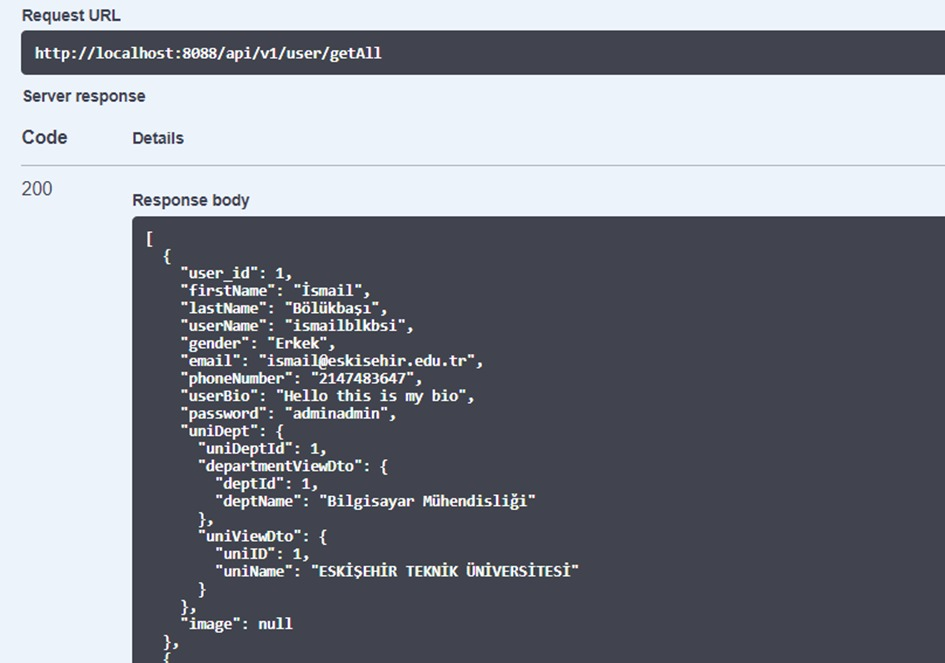 Request URL
http://localhost:8088/api/v1/user/getAll
Server response
Code Details
200
Response body
[
{
"user_id": 1,
"firstName": "İsmail",
"lastName": "Bölükbaşı",
"userName": "ismailblkbsi",
"gender": "Erkek",
"email": "ismail@eskisehir.edu.tr",
"phoneNumber": "2147483647",
"userBio": "Hello this is my bio",
"password": "adminadmin",
"uniDept": {
"uniDeptId": 1,
"departmentViewDto": {
"deptId": 1,
"deptName": "Bilgisayar Mühendisliği"
},
"uniViewDto": {
"uniID": 1,
"uniName": "ESKİŞEHİR TEKNİK ÜNİVERSİTESİ"
}
},
"image": null
},
{